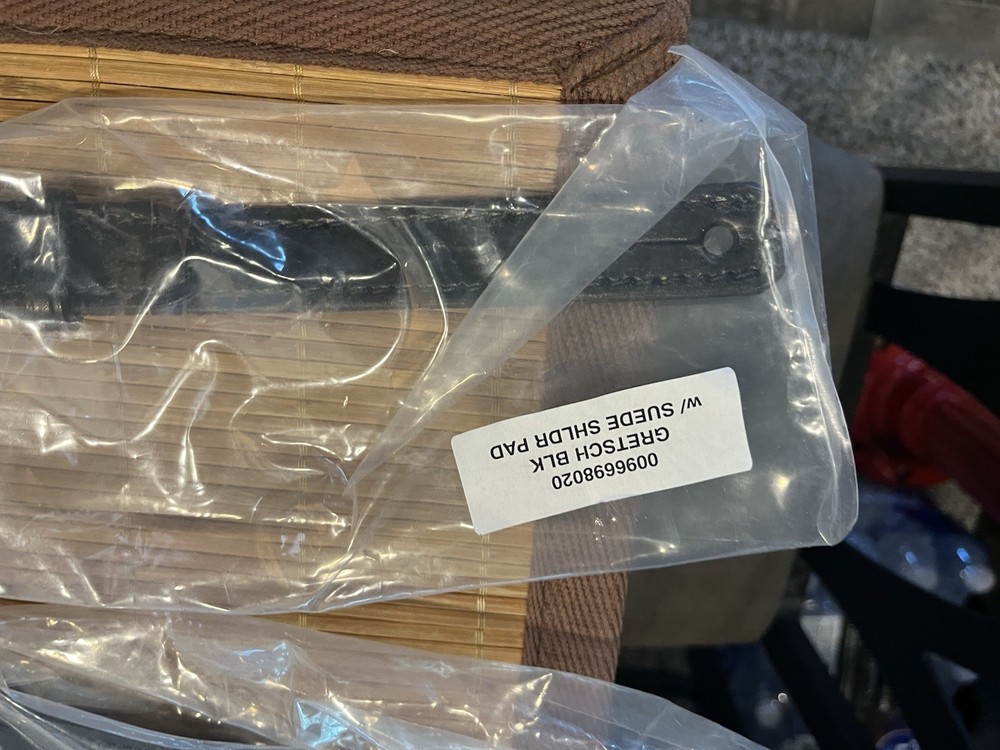 0096698020
GRETSCH BLK
W/ SUEDE SHLDR PAD